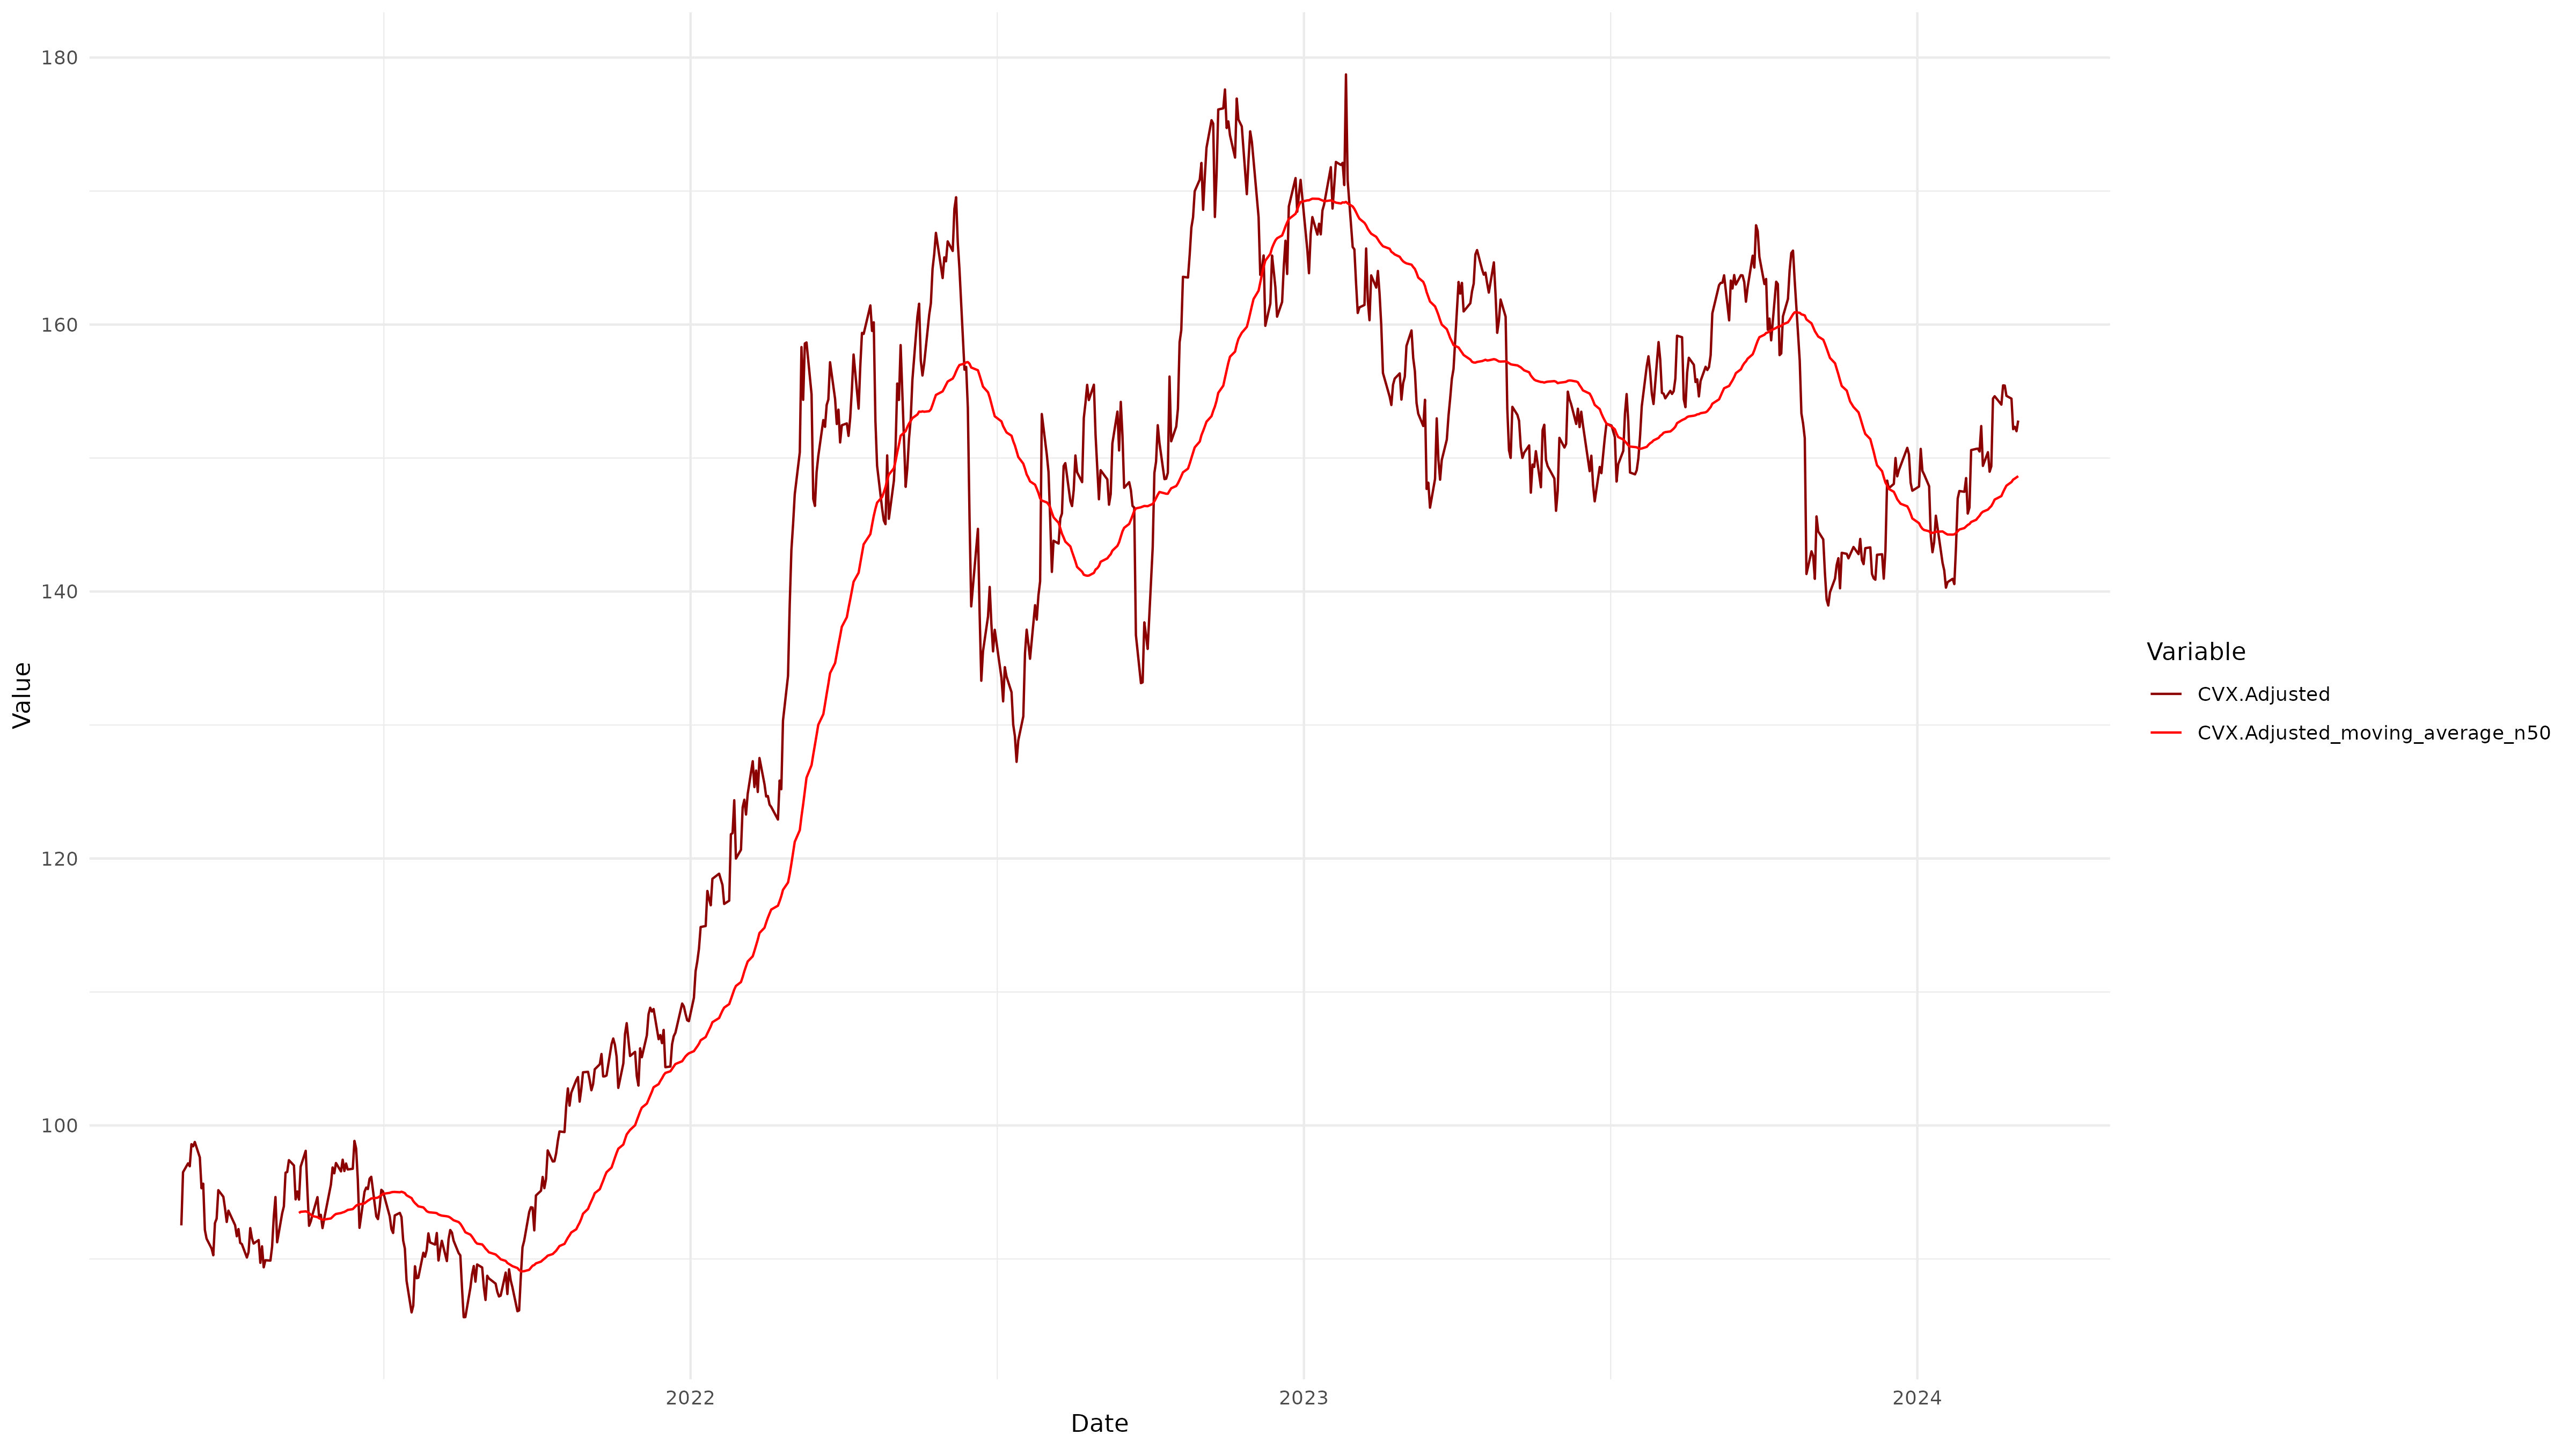 180
160
140
120
100
Value
2022
2023
2024
Date
Variable
CVX.Adjusted
CVX.Adjusted_moving_average_n50